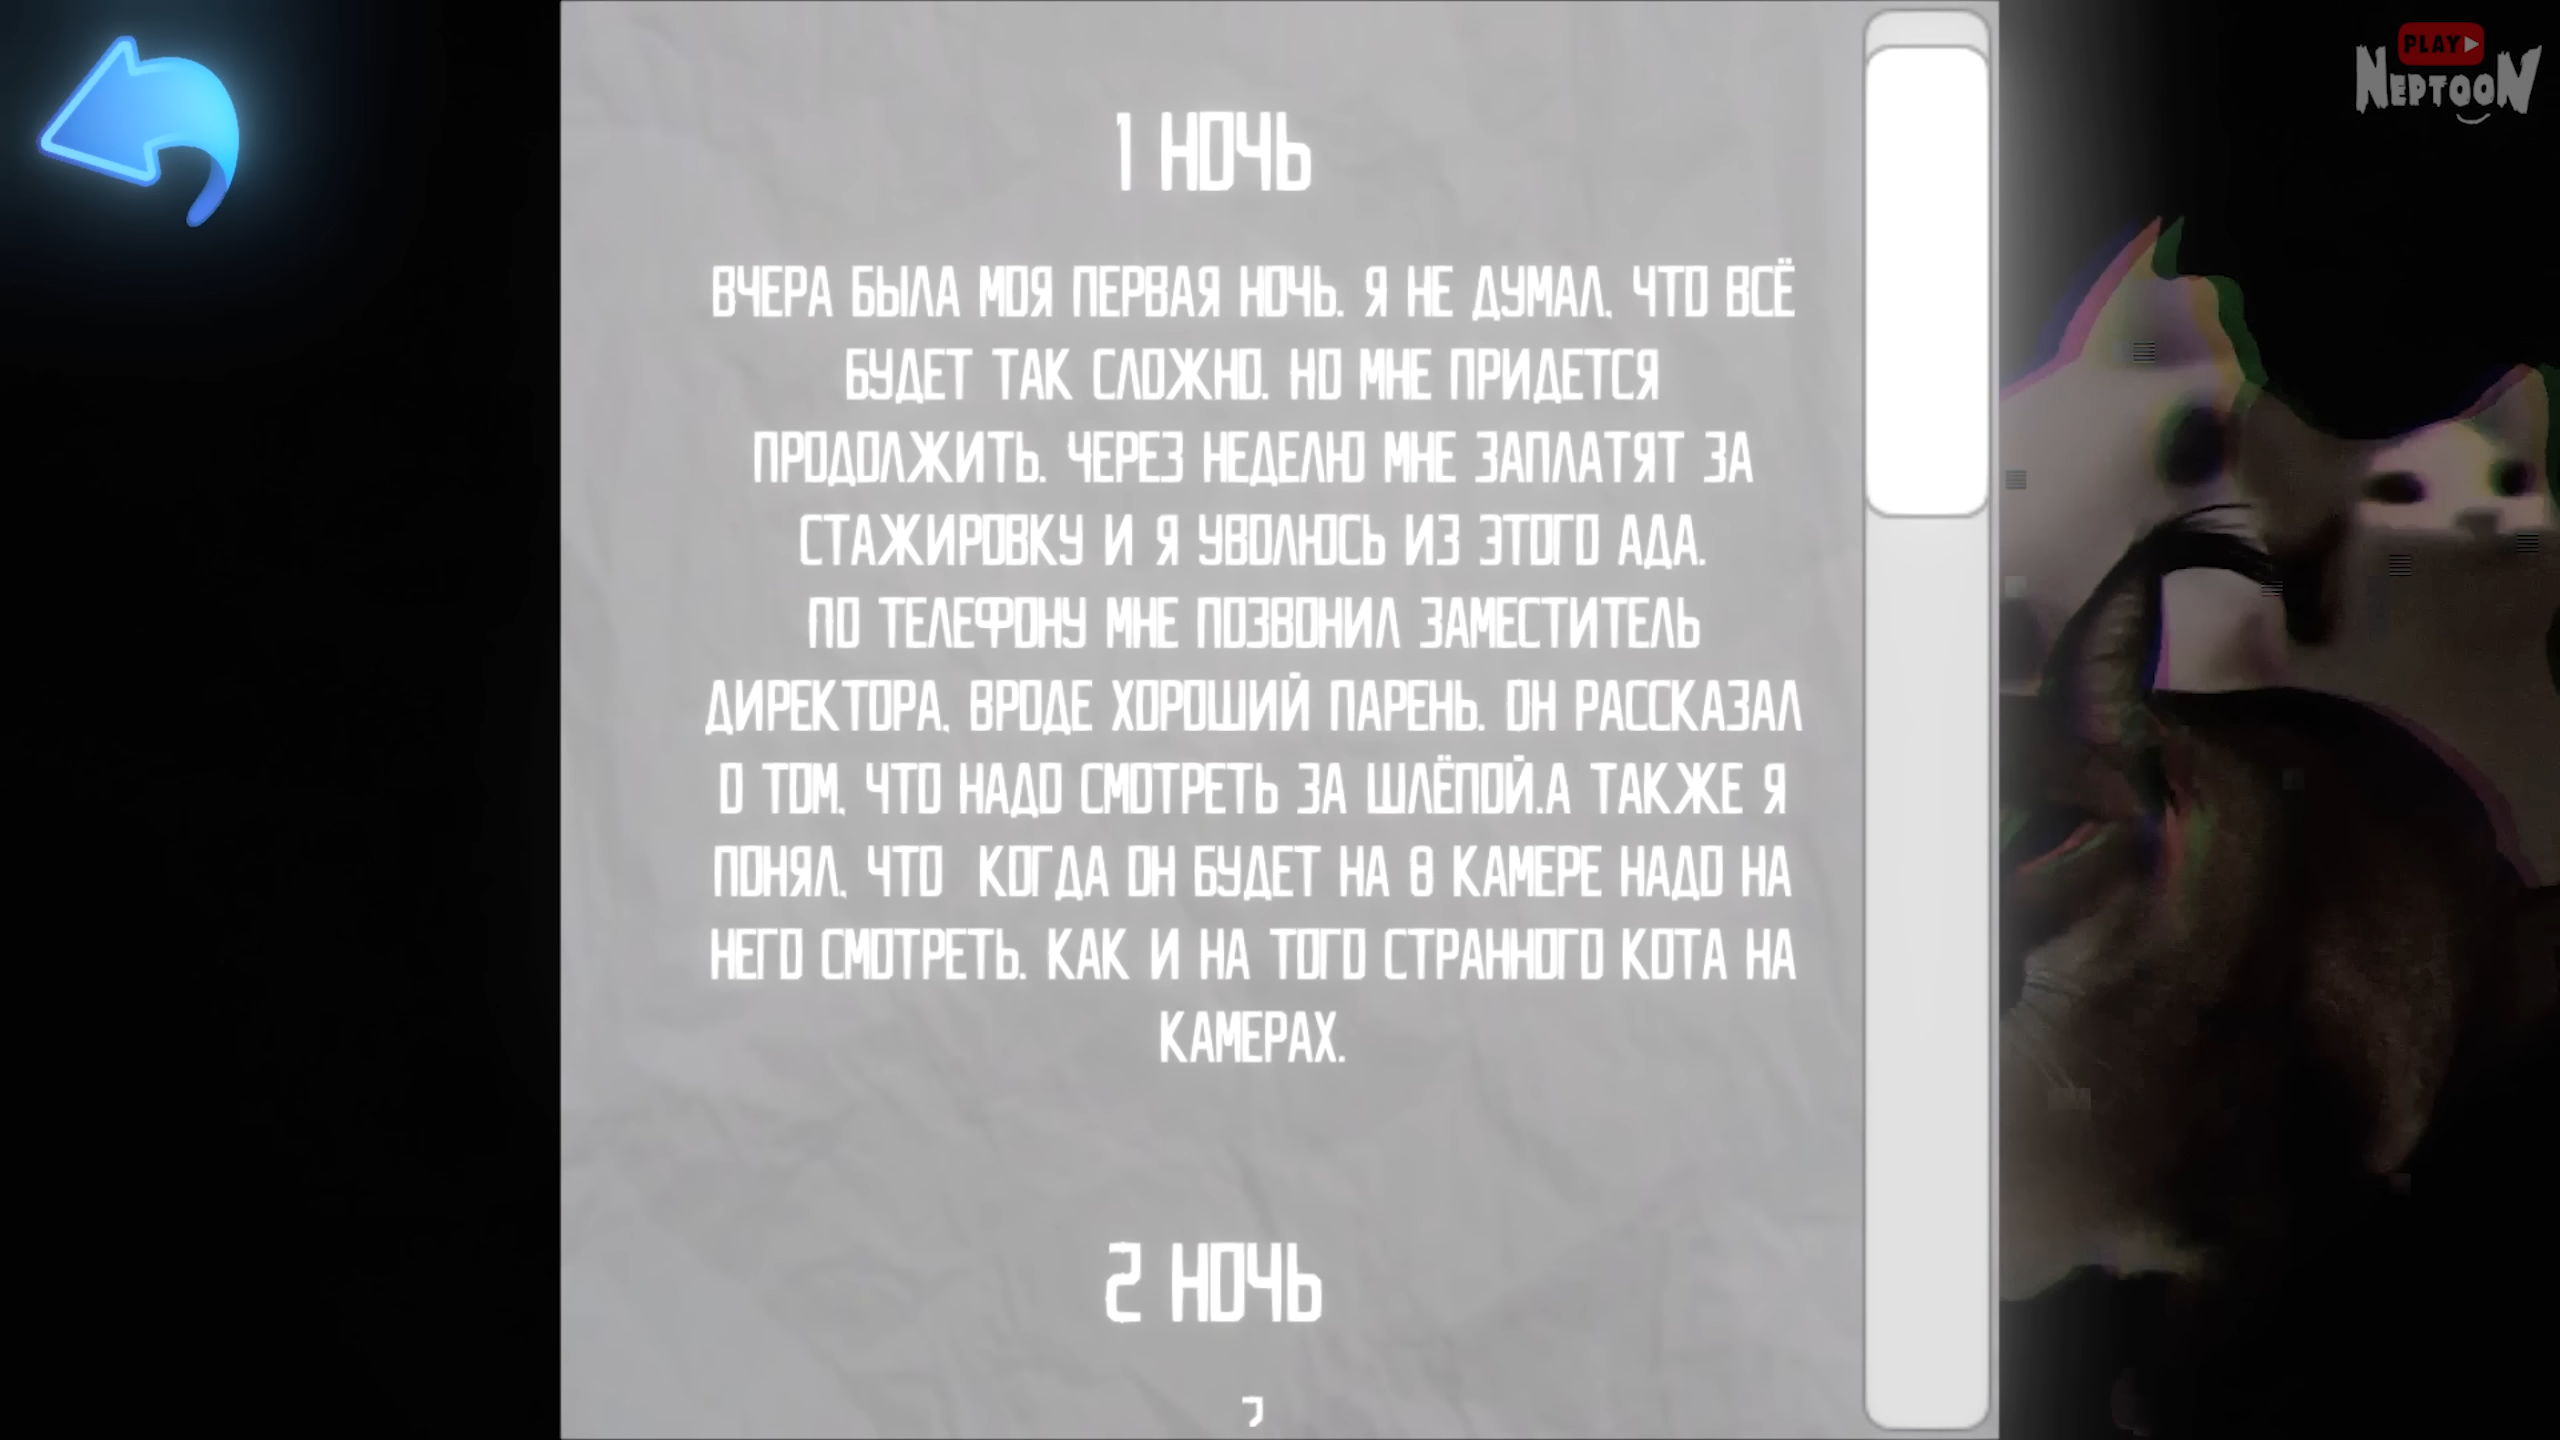 PLAY
NEPTOON
1 НОЧЬ
ВЧЕРА БЫЛА МОЯ ПЕРВАЯ НОЧЬ. Я НЕ ДУМАЛ, ЧТО ВСЁ
БУДЕТ ТАК СЛОЖНО. НО МНЕ ПРИДЕТСЯ
ПРОДОЛЖИТЬ. ЧЕРЕЗ НЕДЕЛЮ МНЕ ЗАПЛАТЯТ ЗА
СТАЖИРОВКУ И Я УВОЛЮСЬ ИЗ ЭТОГО АДА.
ПО ТЕЛЕФОНУ МНЕ ПОЗВОНИЛ ЗАМЕСТИТЕЛЬ
ДИРЕКТОРА, ВРОДЕ ХОРОШИЙ ПАРЕНЬ. ОН РАССКАЗАЛ
О ТОМ, ЧТО НАДО СМОТРЕТЬ ЗА ШЛЁПОЙ.А ТАКЖЕ Я
ПОНЯЛ, ЧТО  КОГДА ОН БУДЕТ НА 8 КАМЕРЕ НАДО НА
НЕГО СМОТРЕТЬ. КАК И НА ТОГО СТРАННОГО КОТА НА
КАМЕРАХ.
2 НОЧЬ